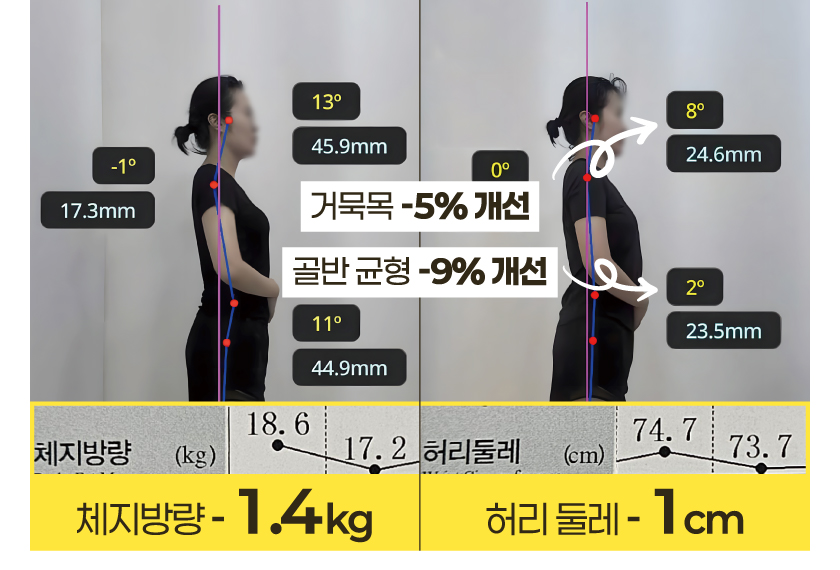 13º
45.9mm
-1º
17.3mm
8º
24.6mm
0º
거묵목 -5% 개선
골반 균형 -9% 개선
11º
44.9mm
2º
23.5mm
체지방량 (kg)
18.6
17.2
허리둘레 (cm)
74.7
73.7
체지방량 - 1.4kg
허리 둘레 - 1cm